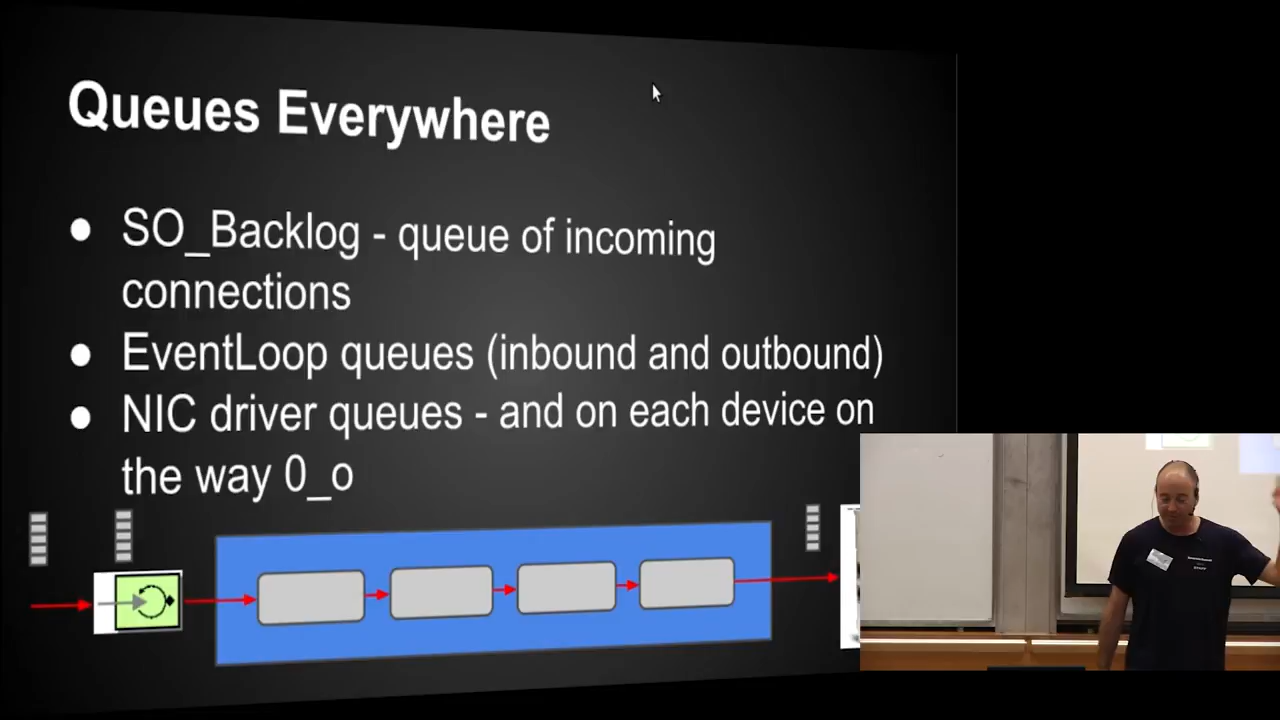 Queues Everywhere
● SO_Backlog - queue of incoming
connections
● EventLoop queues (inbound and outbound)
● NIC driver queues - and on each device on
the way 0_o